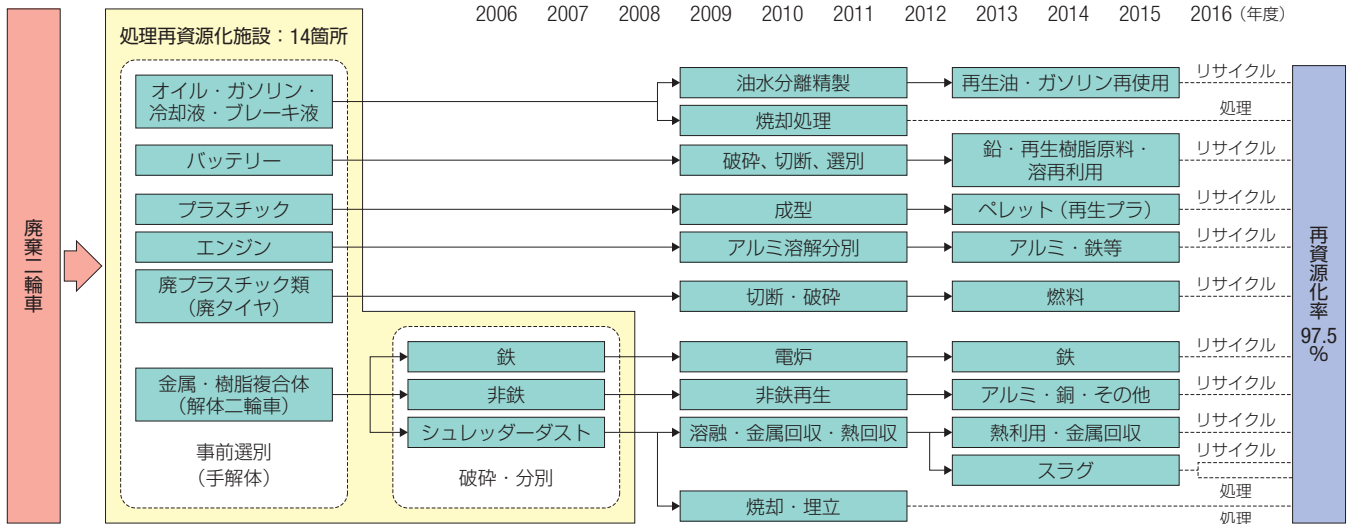 2006 2007 2008 2009 2010 2011 2012 2013 2014 2015 2016（年度）
廃棄二輪車
処理再資源化施設：14箇所
オイル・ガソリン・
冷却液・ブレーキ液
バッテリー
プラスチック
エンジン
廃プラスチック類
（廃タイヤ）
金属・樹脂複合体
（解体二輪車）
事前選別
（手解体）
鉄
非鉄
シュレッダーダスト
破砕・分別
油水分離精製
再生油・ガソリン再使用
リサイクル
焼却処理
処理
破砕、切断、選別
鉛・再生樹脂原料・
溶再利用
リサイクル
成型
ペレット（再生プラ）
リサイクル
アルミ溶解分別
アルミ・鉄等
リサイクル
切断・破砕
燃料
リサイクル
電炉
鉄
リサイクル
非鉄再生
アルミ・銅・その他
リサイクル
溶融・金属回収・熱回収
熱利用・金属回収
リサイクル
スラグ
リサイクル
処理
焼却・埋立
処理
再資源化率
97.5
％